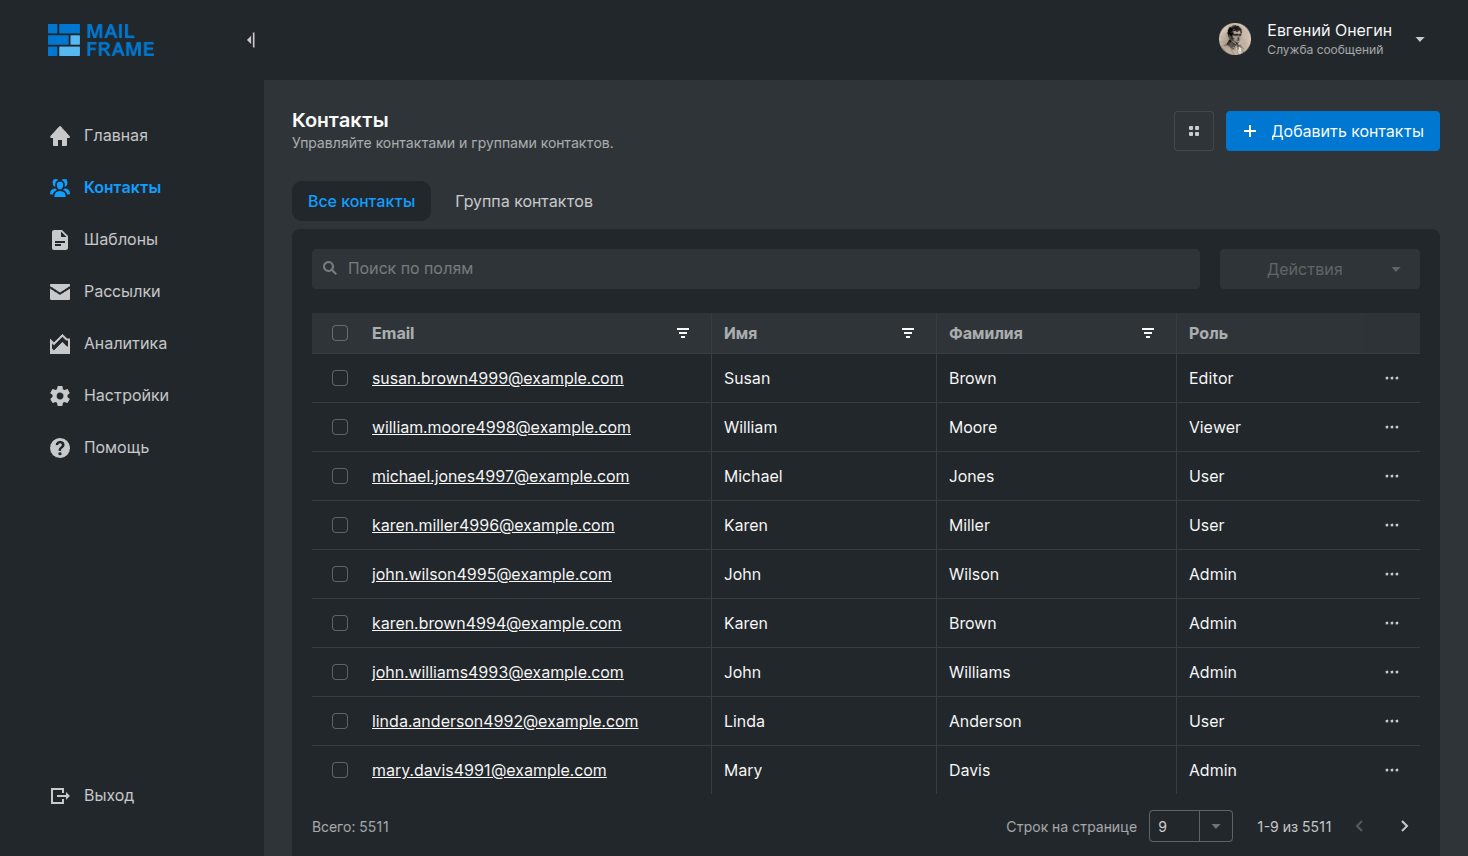 MAIL
FRAME
Евгений Онегин
Служба сообщений
Главная
Контакты
Шаблоны
Рассылки
Аналитика
Настройки
Помощь
Выход
Контакты
Управляйте контактами и группами контактов.
Добавить контакты
Все контакты Группа контактов
Поиск по полям Действия
Email Имя Фамилия Роль
susan.brown4999@example.com Susan Brown Editor
william.moore4998@example.com William Moore Viewer
michael.jones4997@example.com Michael Jones User
karen.miller4996@example.com Karen Miller User
john.wilson4995@example.com John Wilson Admin
karen.brown4994@example.com Karen Brown Admin
john.williams4993@example.com John Williams Admin
linda.anderson4992@example.com Linda Anderson User
mary.davis4991@example.com Mary Davis Admin
Всего: 5511 Строк на странице 9 1-9 из 5511